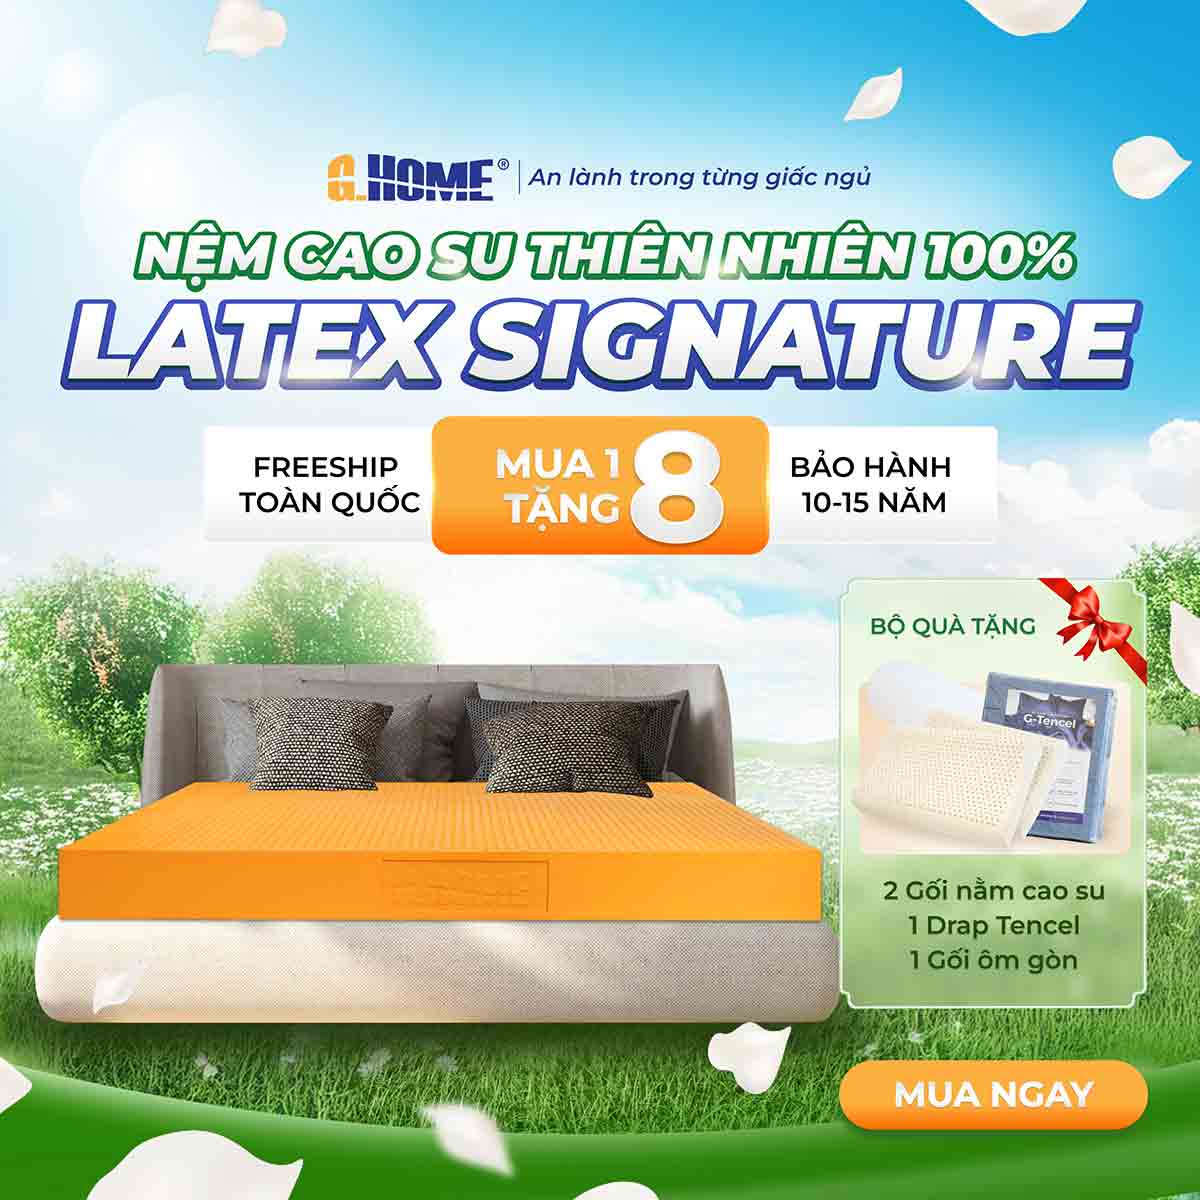 G.HOME®
An lành trong từng giấc ngủ
NỆM CAO SU THIÊN NHIÊN 100%
LATEX SIGNATURE
FREESHIP
TOÀN QUỐC
MUA 1
TẶNG
8
BẢO HÀNH
10-15 NĂM
BỘ QUÀ TẶNG
G-Tencel
2 Gối nằm cao su
1 Drap Tencel
1 Gối ôm gòn
MUA NGAY